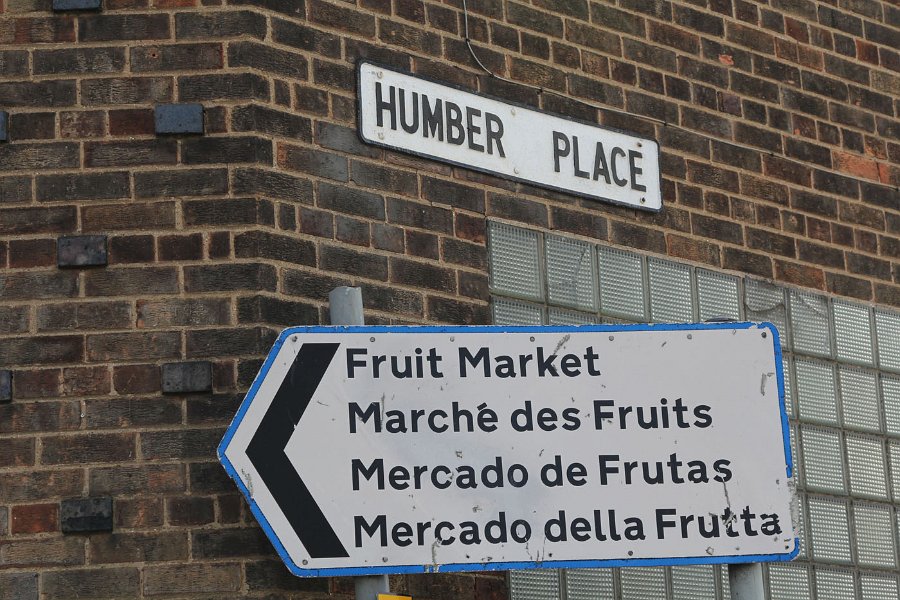 HUMBER PLACE
Fruit Market
Marché des Fruits
Mercado de Frutas
Mercado della Frutta